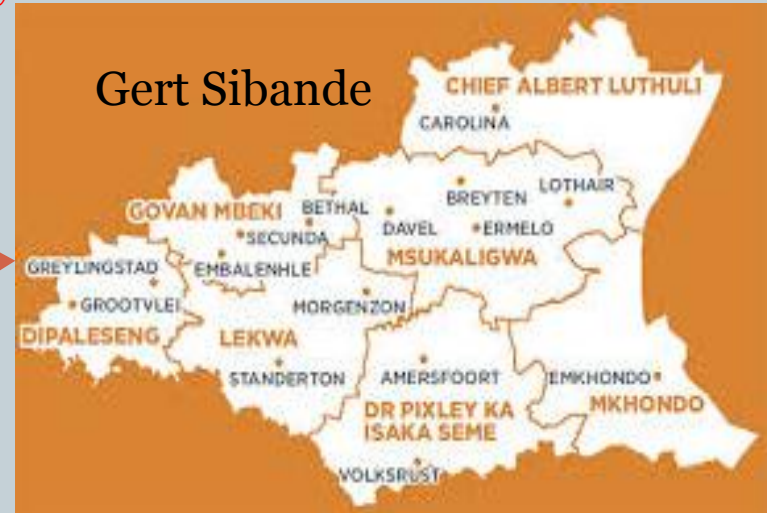 Gert Sibande
CHIEF ALBERT LUTHULI
CAROLINA
LOTHAIR
BREYTEN
GOVAN MBEKI
BETHAL
DAVEL
ERMELO
SECUNDA
MSUKALIGWA
GREYLINGSTAD
EMBALENHLE
GROOTVLEI
MORGENZON
DIPALESENG
LEKWA
STANDERTON
AMERSFOORT
EMKHONDO
MKHONDO
DR PIXLEY KA
ISAKA SEME
VOLKSRUST